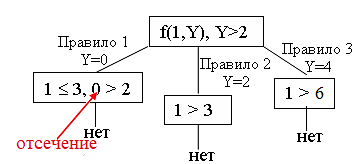 f(1,Y), Y>2
Правило 1
Y=0
Правило 2
Y=2
Правило 3
Y=4
1 ≤ 3, 0 > 2
1 > 3
1 > 6
отсечение
нет
нет
нет